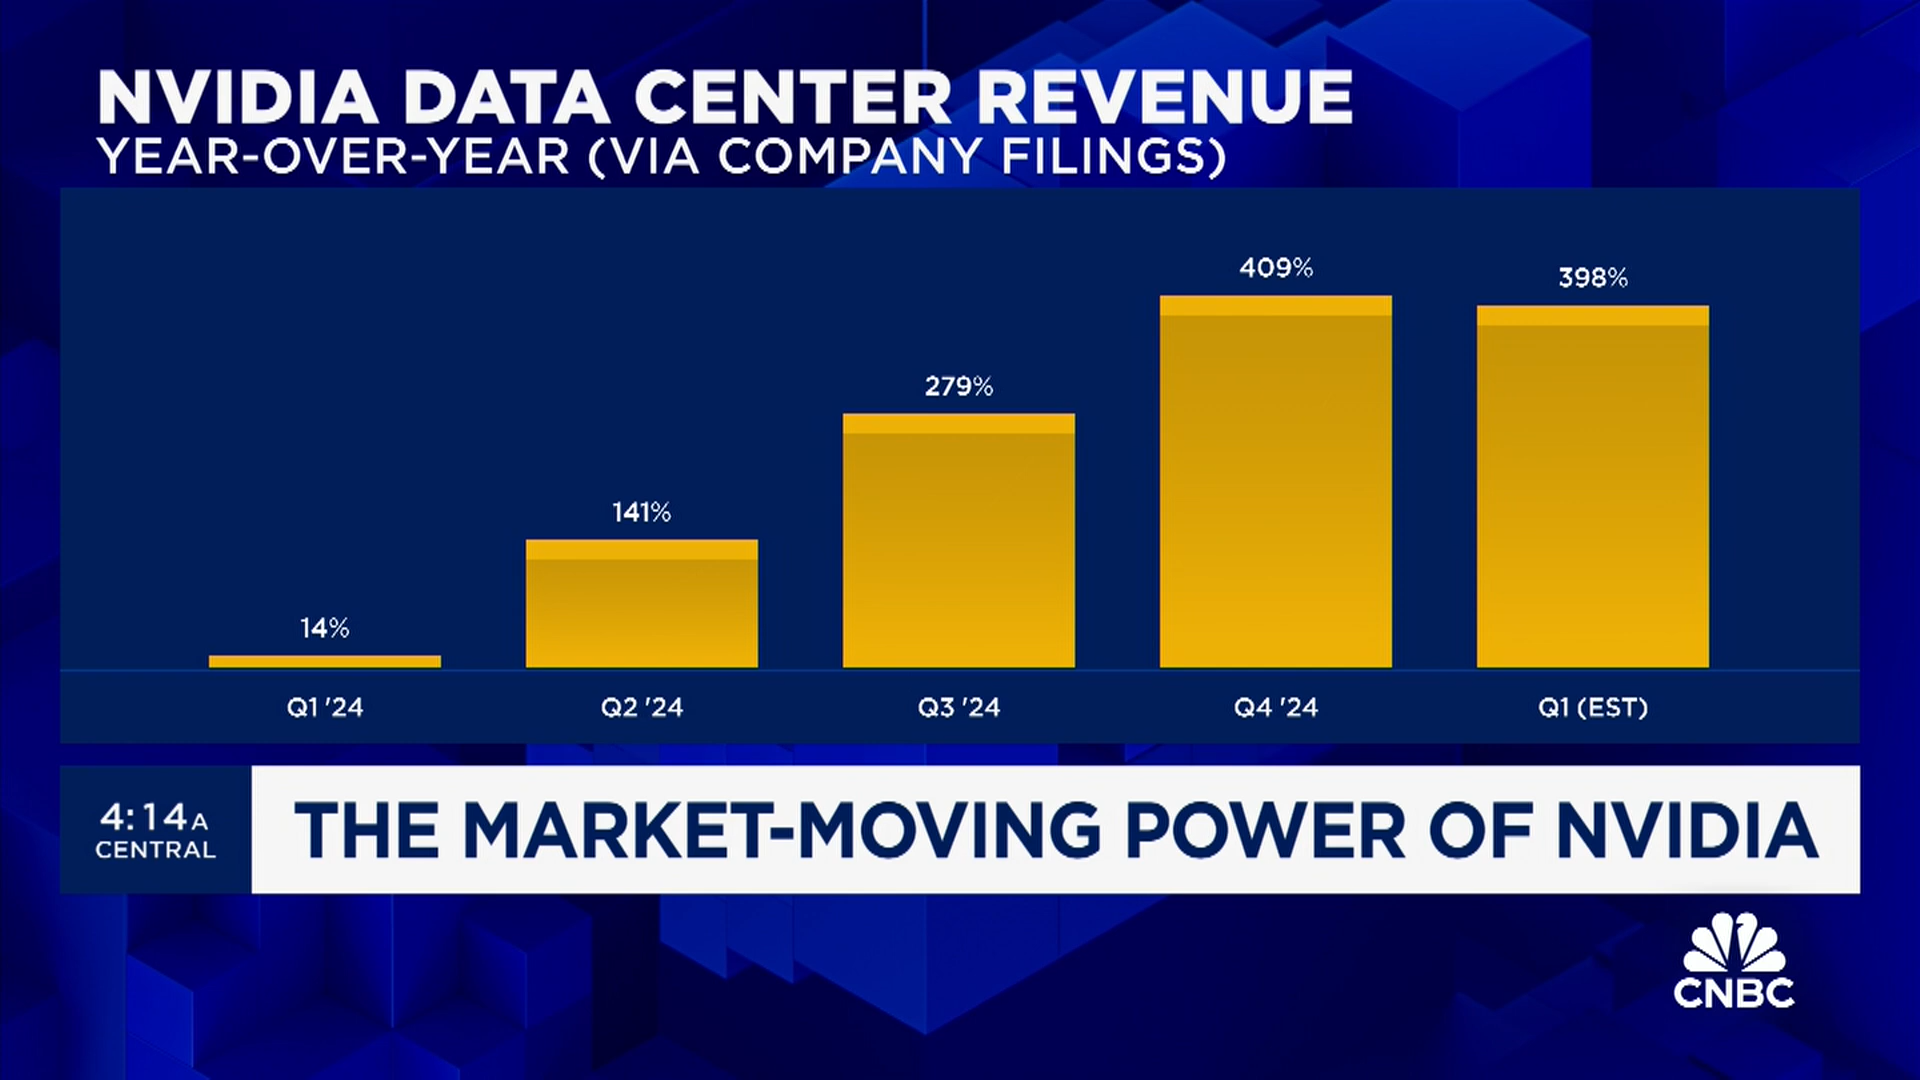 NVIDIA DATA CENTER REVENUE
YEAR-OVER-YEAR (VIA COMPANY FILINGS)
14%
141%
279%
409%
398%
Q1 '24
Q2 '24
Q3 '24
Q4 '24
Q1 (EST)
4:14A
CENTRAL
THE MARKET-MOVING POWER OF NVIDIA
CNBC